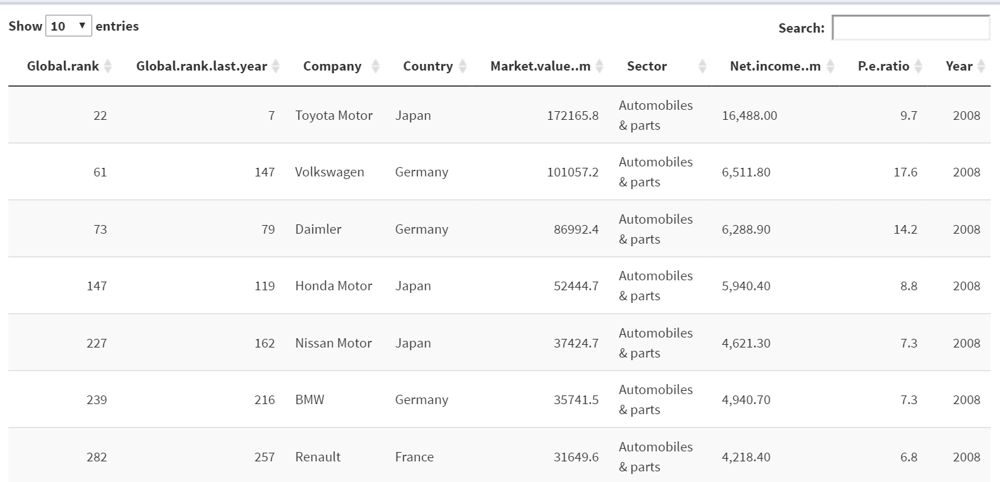 Show 10 ▼ entries Search:
Global.rank Global.rank.last.year Company Country Market.value..m Sector Net.income..m P.e.ratio Year
22 7 Toyota Motor Japan 172165.8 Automobiles & parts 16,488.00 9.7 2008
61 147 Volkswagen Germany 101057.2 Automobiles & parts 6,511.80 17.6 2008
73 79 Daimler Germany 86992.4 Automobiles & parts 6,288.90 14.2 2008
147 119 Honda Motor Japan 52444.7 Automobiles & parts 5,940.40 8.8 2008
227 162 Nissan Motor Japan 37424.7 Automobiles & parts 4,621.30 7.3 2008
239 216 BMW Germany 35741.5 Automobiles & parts 4,940.70 7.3 2008
282 257 Renault France 31649.6 Automobiles & parts 4,218.40 6.8 2008